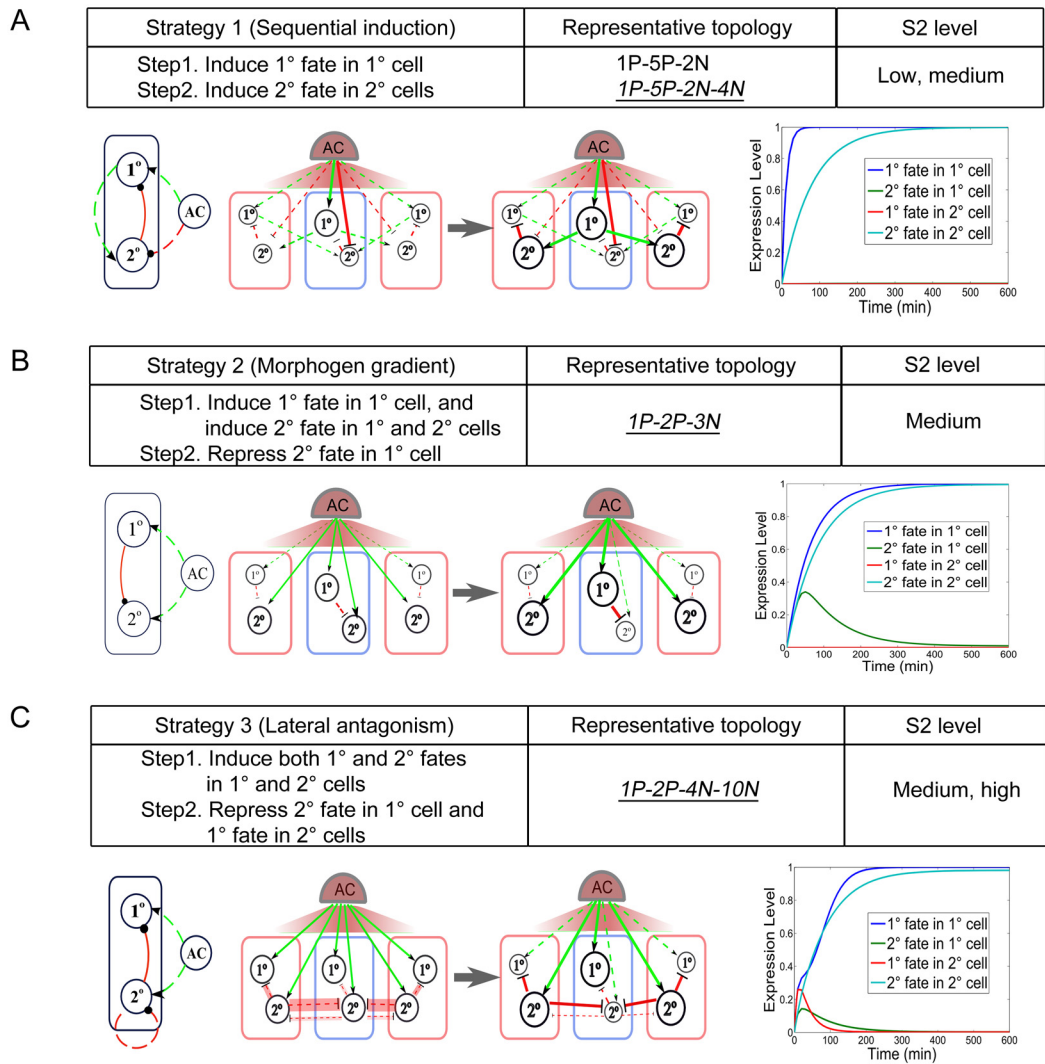 A
Strategy 1 (Sequential induction)
Representative topology
S2 level
Step1. Induce 1° fate in 1° cell
Step2. Induce 2° fate in 2° cells
1P-5P-2N
1P-5P-2N-4N
Low, medium
1°
2°
AC
AC
1° 1° 1°
2° 2° 2°
AC
1° 1° 1°
2° 2° 2°
Expression Level
1
0.8
0.6
0.4
0.2
0
1° fate in 1° cell
2° fate in 1° cell
1° fate in 2° cell
2° fate in 2° cell
0 100 200 300 400 500 600
Time (min)
B
Strategy 2 (Morphogen gradient)
Representative topology
S2 level
Step1. Induce 1° fate in 1° cell, and
induce 2° fate in 1° and 2° cells
Step2. Repress 2° fate in 1° cell
1P-2P-3N
Medium
1°
2°
AC
AC
1° 1° 1°
2° 2° 2°
AC
1° 1° 1°
2° 2° 2°
Expression Level
1
0.8
0.6
0.4
0.2
0
1° fate in 1° cell
2° fate in 1° cell
1° fate in 2° cell
2° fate in 2° cell
0 100 200 300 400 500 600
Time (min)
C
Strategy 3 (Lateral antagonism)
Representative topology
S2 level
Step1. Induce both 1° and 2° fates
in 1° and 2° cells
Step2. Repress 2° fate in 1° cell and
1° fate in 2° cells
1P-2P-4N-10N
Medium, high
1°
2°
AC
AC
1° 1° 1°
2° 2° 2°
AC
1° 1° 1°
2° 2° 2°
Expression Level
1
0.8
0.6
0.4
0.2
0
1° fate in 1° cell
2° fate in 1° cell
1° fate in 2° cell
2° fate in 2° cell
0 100 200 300 400 500 600
Time (min)